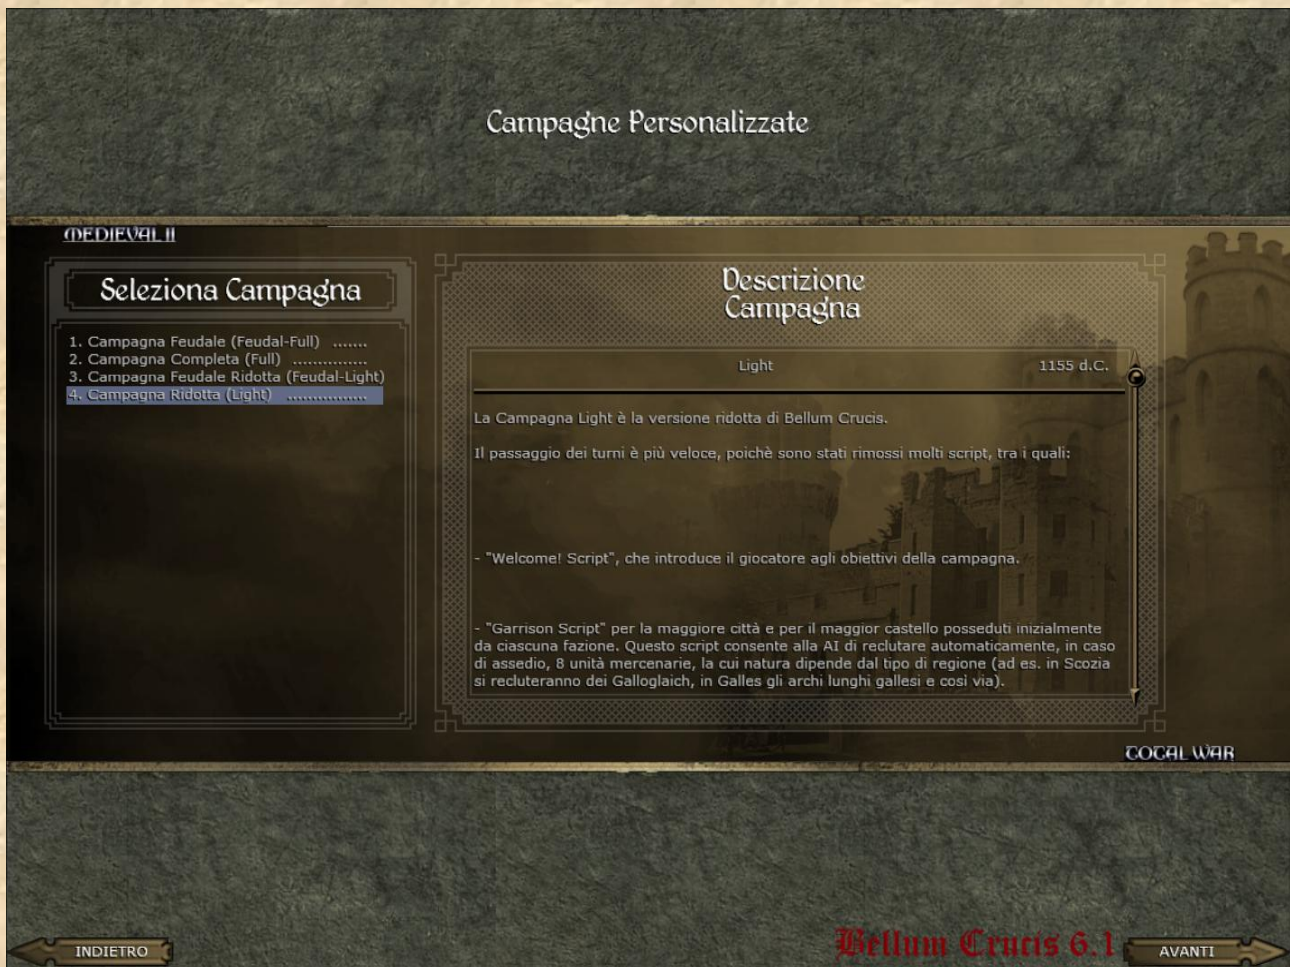 Campagne Personalizzate
MEDIEVAL II
Seleziona Campagna
1. Campagna Feudale (Feudal-Full) .......
2. Campagna Completa (Full) ...............
3. Campagna Feudale Ridotta (Feudal-Light)
4. Campagna Ridotta (Light) ................
Descrizione
Campagna
Light 1155 d.C.
La Campagna Light è la versione ridotta di Bellum Crucis.
Il passaggio dei turni è più veloce, poichè sono stati rimossi molti script, tra i quali:
- "Welcome! Script", che introduce il giocatore agli obiettivi della campagna.
- "Garrison Script" per la maggiore città e per il maggior castello posseduti inizialmente
da ciascuna fazione. Questo script consente alla AI di reclutare automaticamente, in caso
di assedio, 8 unità mercenarie, la cui natura dipende dal tipo di regione (ad es. in Scozia
si recluteranno dei Galloglaich, in Galles gli archi lunghi gallesi e così via).
TOTAL WAR
INDIETRO
Bellum Crucis 6.1
AVANTI